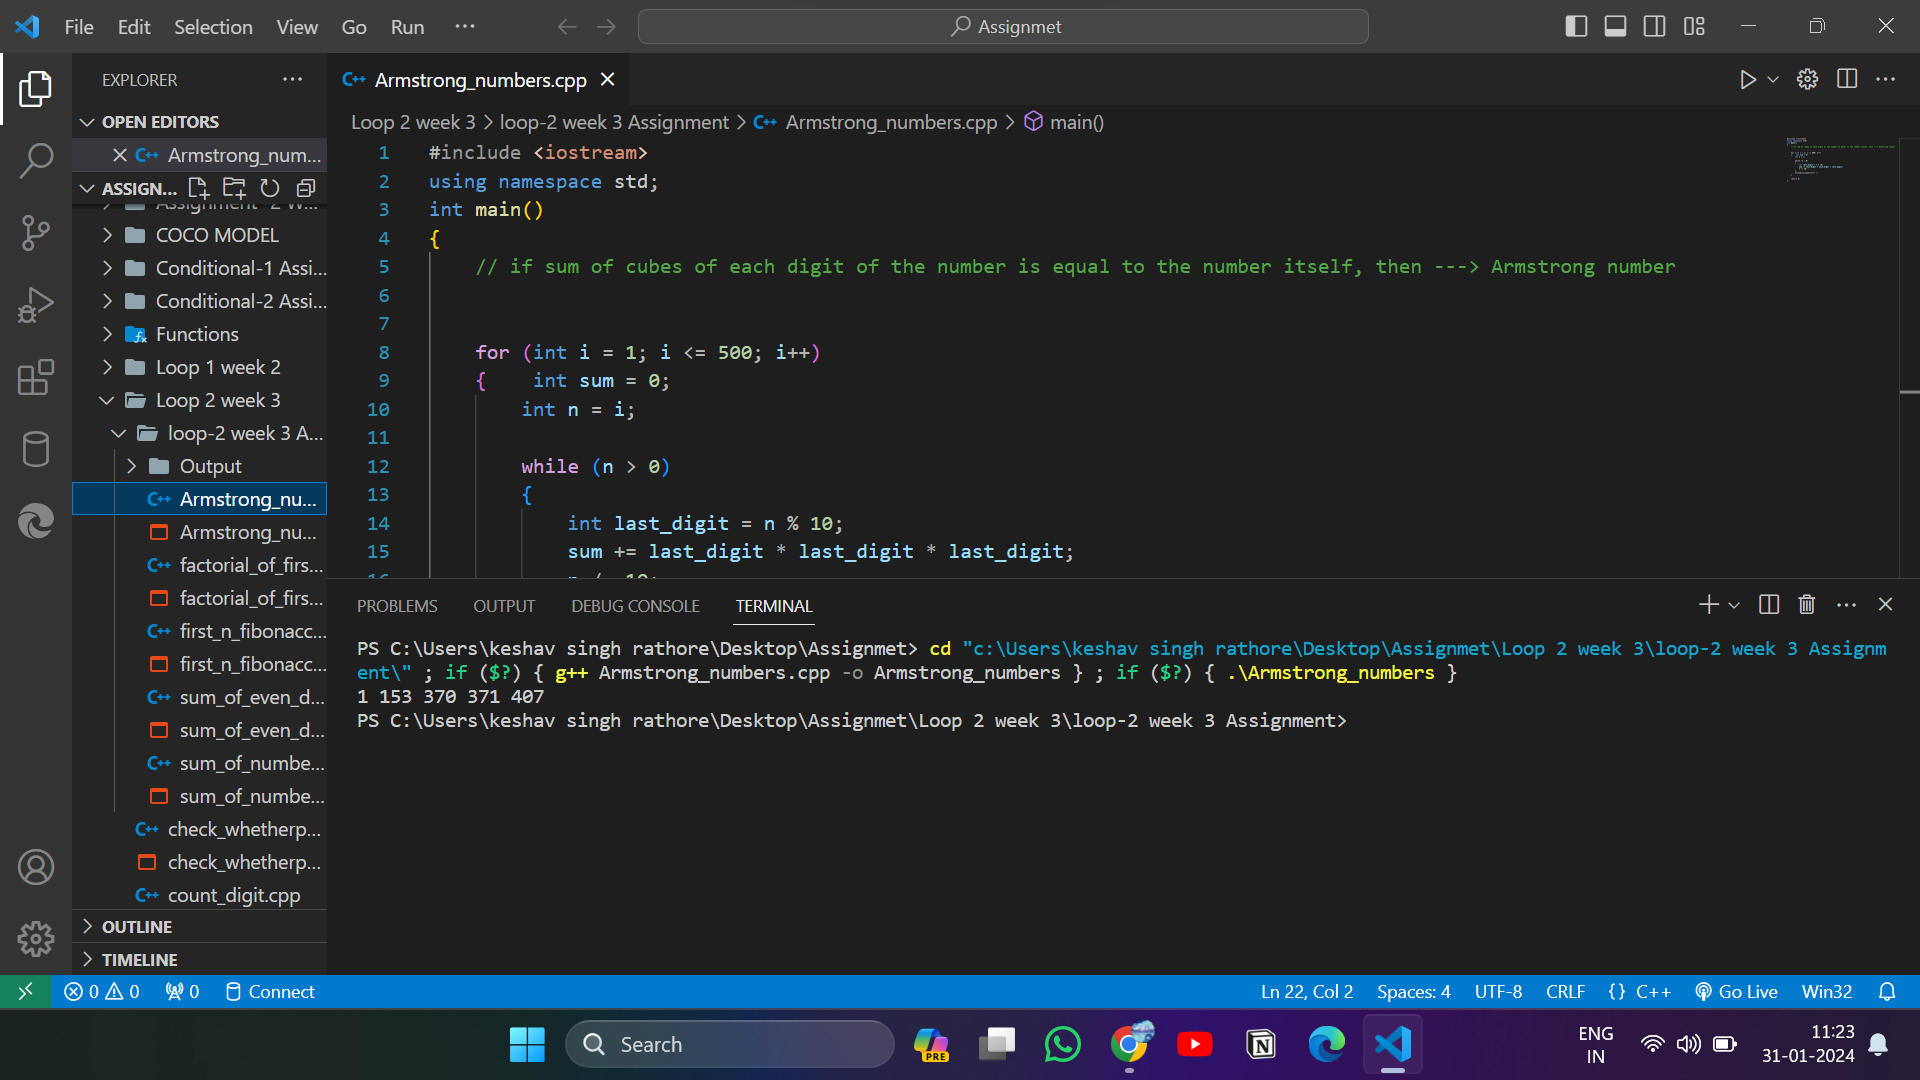 File Edit Selection View Go Run ··· Assignmet
EXPLORER
OPEN EDITORS
C++ Armstrong_num...
ASSIGN...
COCO MODEL
Conditional-1 Assi...
Conditional-2 Assi...
Functions
Loop 1 week 2
Loop 2 week 3
loop-2 week 3 A...
Output
C++ Armstrong_nu...
Armstrong_nu...
C++ factorial_of_firs...
factorial_of_firs...
C++ first_n_fibonacc...
first_n_fibonacc...
C++ sum_of_even_d...
sum_of_even_d...
C++ sum_of_numbe...
sum_of_numbe...
C++ check_whetherp...
check_whetherp...
C++ count_digit.cpp
OUTLINE
TIMELINE
C++ Armstrong_numbers.cpp
Loop 2 week 3 > loop-2 week 3 Assignment > C++ Armstrong_numbers.cpp > main()
1 #include <iostream>
2 using namespace std;
3 int main()
4 {
5 // if sum of cubes of each digit of the number is equal to the number itself, then ---> Armstrong number
6
7
8 for (int i = 1; i <= 500; i++)
9 { int sum = 0;
10 int n = i;
11
12 while (n > 0)
13 {
14 int last_digit = n % 10;
15 sum += last_digit * last_digit * last_digit;
PROBLEMS OUTPUT DEBUG CONSOLE TERMINAL
PS C:\Users\keshav singh rathore\Desktop\Assignmet> cd "c:\Users\keshav singh rathore\Desktop\Assignmet\Loop 2 week 3\loop-2 week 3 Assignm
ent\" ; if ($?) { g++ Armstrong_numbers.cpp -o Armstrong_numbers } ; if ($?) { .\Armstrong_numbers }
1 153 370 371 407
PS C:\Users\keshav singh rathore\Desktop\Assignmet\Loop 2 week 3\loop-2 week 3 Assignment>
0 0 0 Connect Ln 22, Col 2 Spaces: 4 UTF-8 CRLF {} C++ Go Live Win32
Search PRE
ENG
IN
11:23
31-01-2024